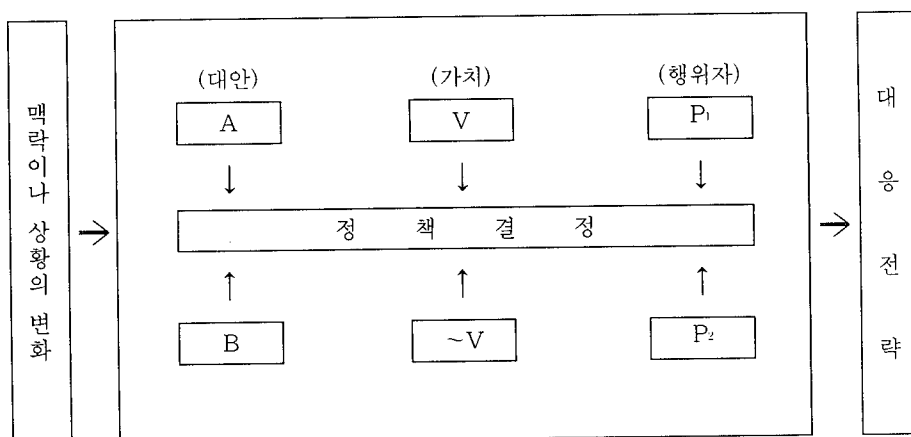 맥락이나 상황의 변화
(대안) (가치) (행위자)
A V P₁
↓ ↓ ↓
→ 정 책 결 정 →
↑ ↑ ↑
B ~V P₂
대 응 전 략